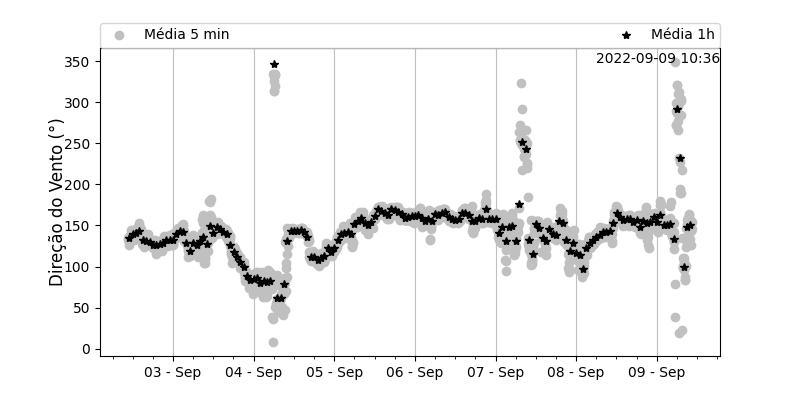 Média 5 min
Média 1h
2022-09-09 10:36
Direção do Vento (°)
350
300
250
200
150
100
50
0
03 - Sep
04 - Sep
05 - Sep
06 - Sep
07 - Sep
08 - Sep
09 - Sep